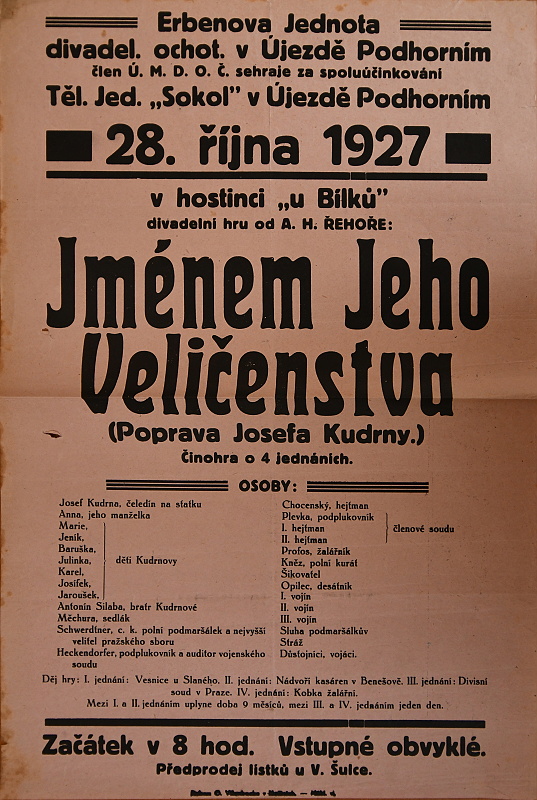 Erbenova Jednota
divadel. ochot. v Újezdě Podhorním
člen Ú. M. D. O. Č. sehraje za spoluúčinkování
Těl. Jed. „Sokol” v Újezdě Podhorním
28. října 1927
v hostinci „u Bílků”
divadelní hru od A. H. ŘEHOŘE:
Jménem Jeho
Veličenstva
(Poprava Josefa Kudrny.)
Činohra o 4 jednáních.
OSOBY:
Josef Kudrna, čeledín na statku
Anna, jeho manželka
Marie,
Jeník,
Baruška,
Julinka,
Karel,
Josífek,
Jaroušek,
děti Kudrnovy
Antonín Silaba, bratr Kudrnové
Měchura, sedlák
Schwerdtner, c. k. polní podmaršálek a nejvyšší
velitel pražského sboru
Heckendorfer, podplukovník a auditor vojenského
soudu
Chocenský, hejtman
Plevka, podplukovník
I. hejtman
II. hejtman
členové soudu
Profos, žalářník
Kněz, polní kurát
Šikovatel
Opilec, desátník
I. vojín
II. vojín
III. vojín
Sluha podmaršálkův
Stráž
Důstojníci, vojáci.
Děj hry: I. jednání: Vesnice u Slaného. II. jednání: Nádvoří kasáren v Benešově. III. jednání: Divisní
soud v Praze. IV. jednání: Kobka žalářní.
Mezi I. a II. jednáním uplyne doba 9 měsíců, mezi III. a IV. jednáním jeden den.
Začátek v 8 hod. Vstupné obvyklé.
Předprodej lístků u V. Šulce.